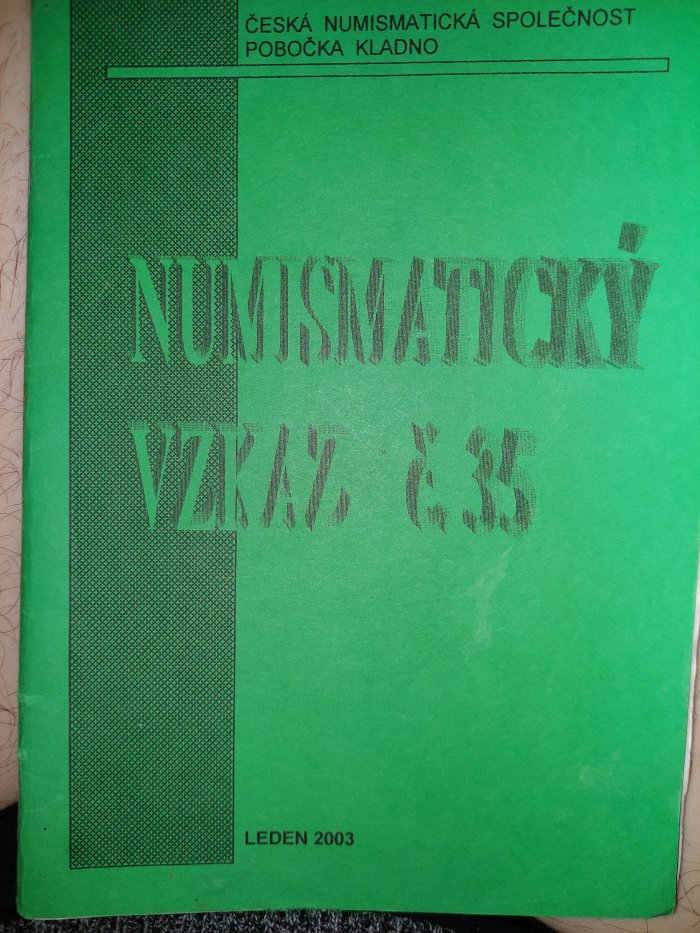 ČESKÁ NUMISMATICKÁ SPOLEČNOST
POBOČKA KLADNO
NUMISMATICKÝ
VZKAZ č.35
LEDEN 2003